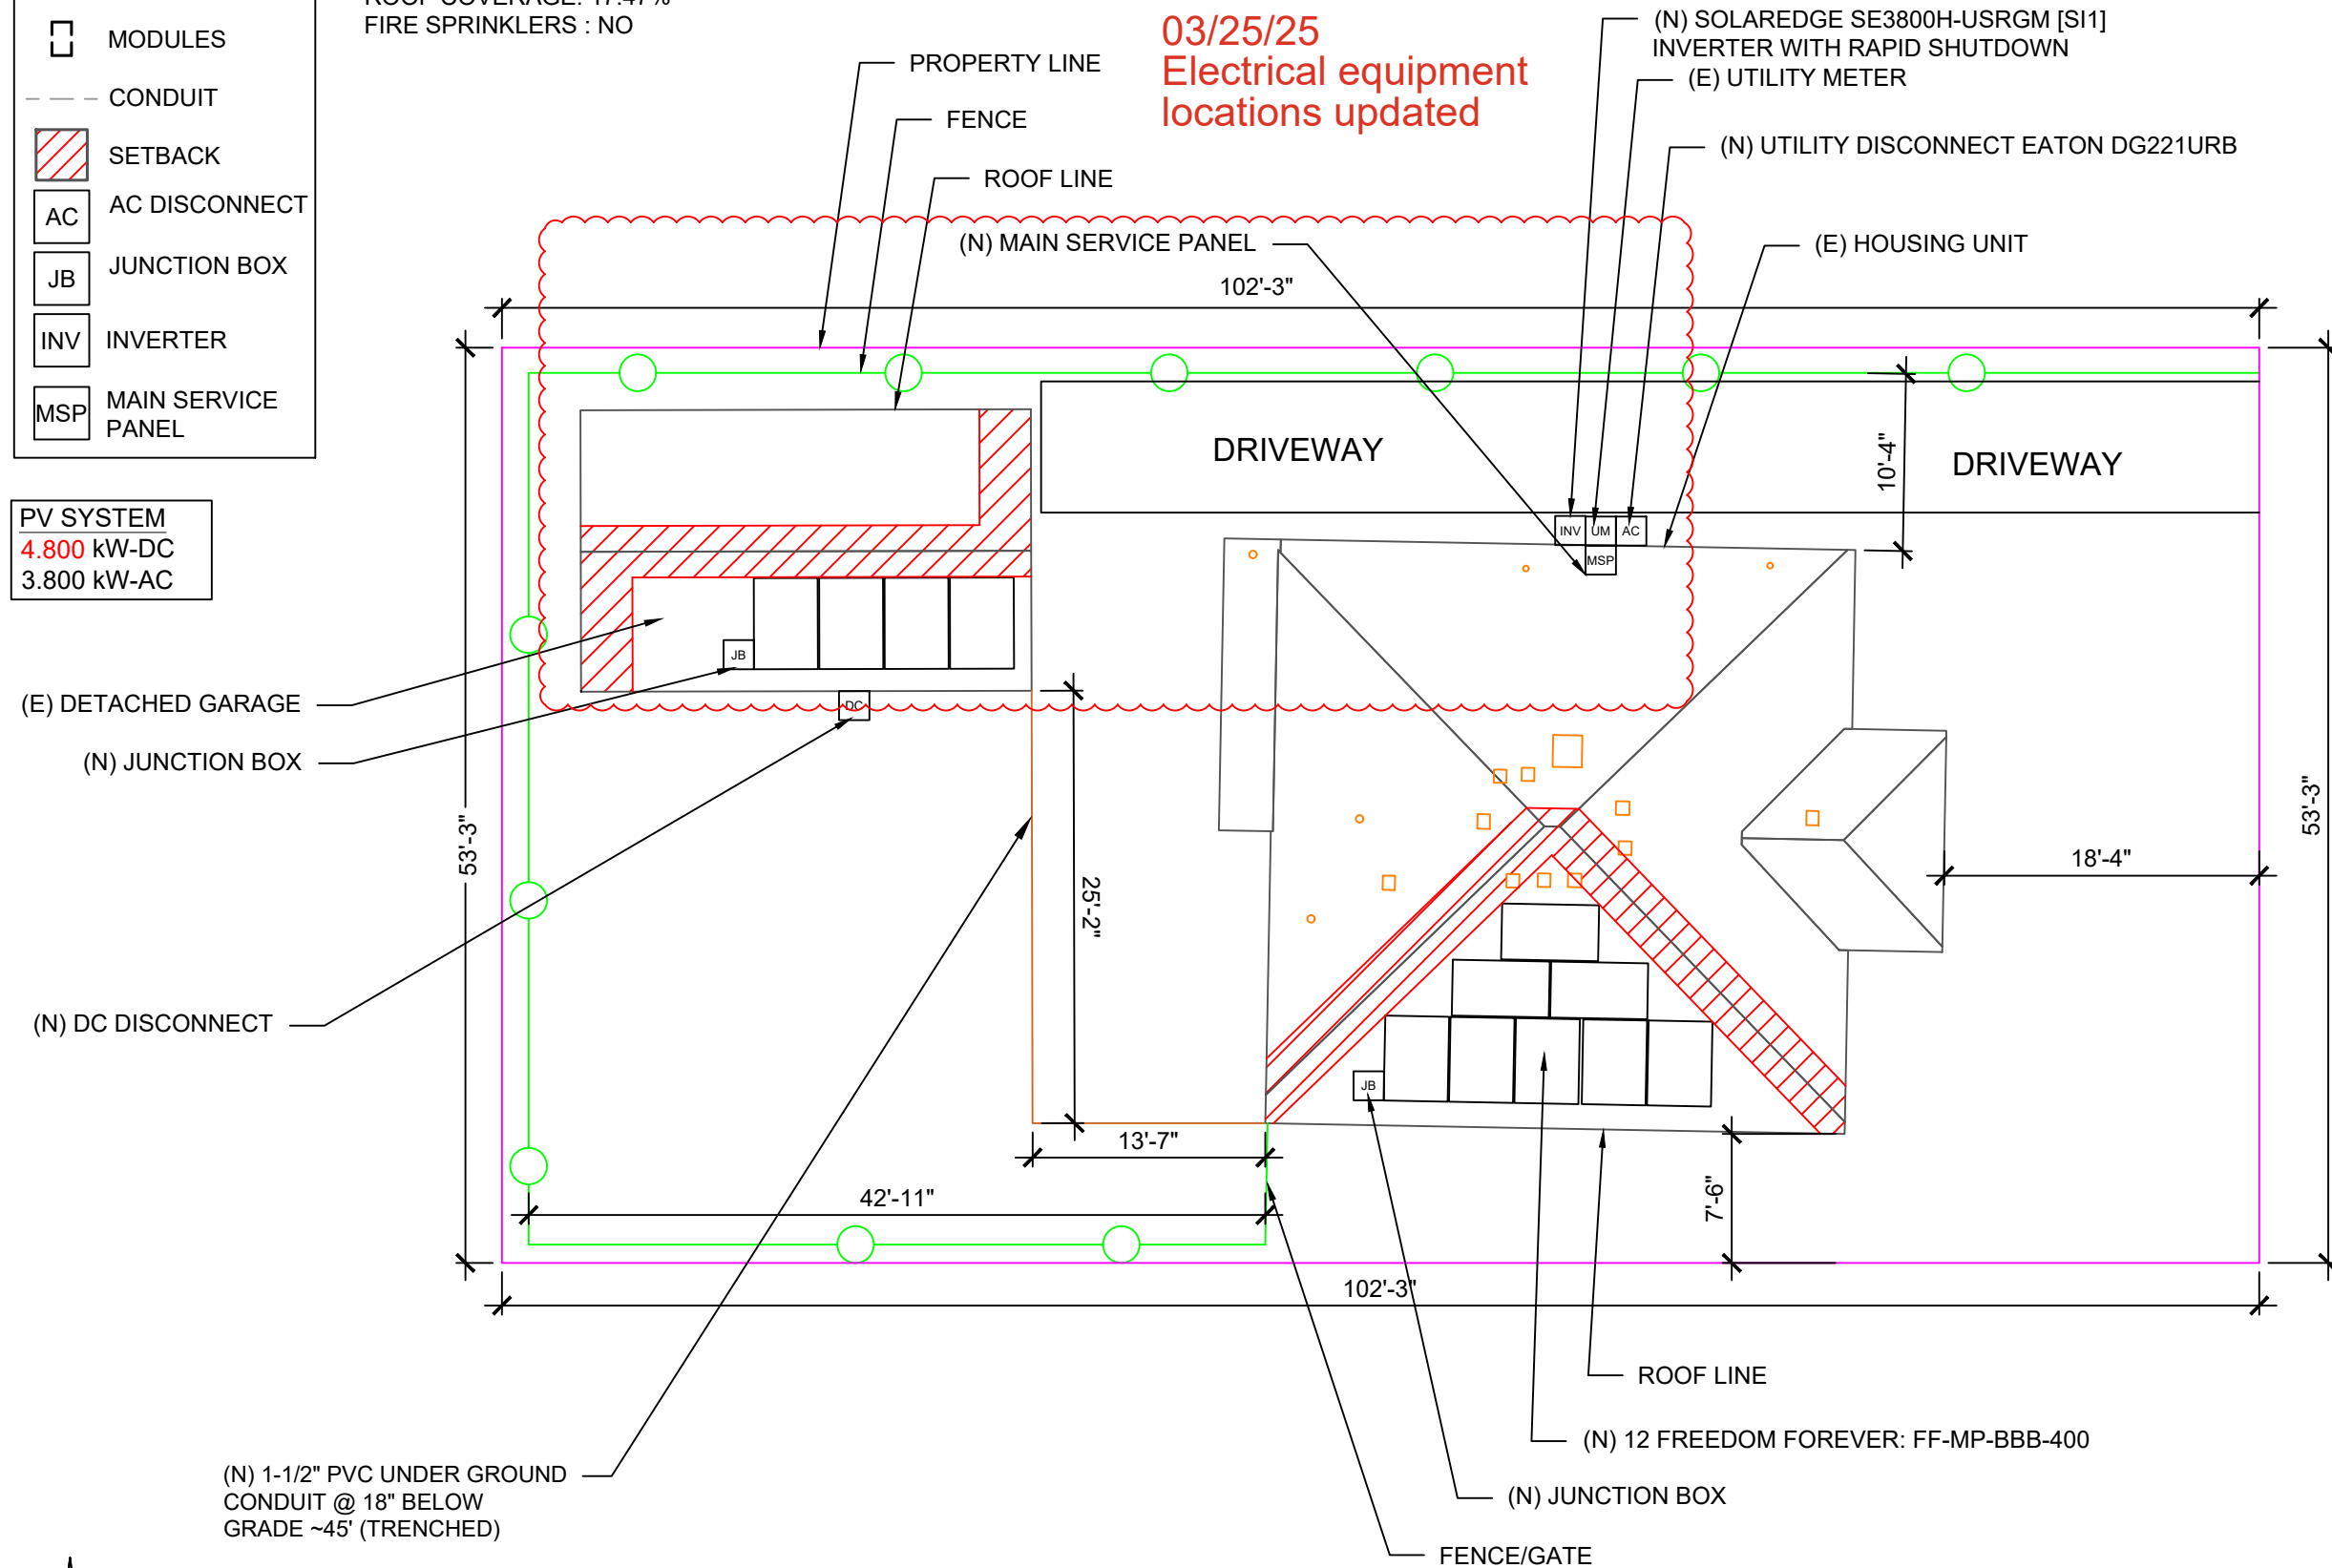 ROOF COVERAGE: 17.47%
FIRE SPRINKLERS : NO
MODULES
CONDUIT
SETBACK
AC AC DISCONNECT
JB JUNCTION BOX
INV INVERTER
MSP MAIN SERVICE
PANEL
PV SYSTEM
4.800 kW-DC
3.800 kW-AC
03/25/25
Electrical equipment
locations updated
PROPERTY LINE
FENCE
ROOF LINE
(N) SOLAREDGE SE3800H-USRGM [SI1]
INVERTER WITH RAPID SHUTDOWN
(E) UTILITY METER
(N) UTILITY DISCONNECT EATON DG221URB
(N) MAIN SERVICE PANEL
(E) HOUSING UNIT
102'-3"
DRIVEWAY
DRIVEWAY
10'-4"
INV UM AC
MSP
JB
DC
(E) DETACHED GARAGE
(N) JUNCTION BOX
53'-3"
53'-3"
18'-4"
25'-2"
(N) DC DISCONNECT
JB
13'-7"
42'-11"
7'-6"
102'-3"
ROOF LINE
(N) 12 FREEDOM FOREVER: FF-MP-BBB-400
(N) JUNCTION BOX
FENCE/GATE
(N) 1-1/2" PVC UNDER GROUND
CONDUIT @ 18" BELOW
GRADE ~45' (TRENCHED)